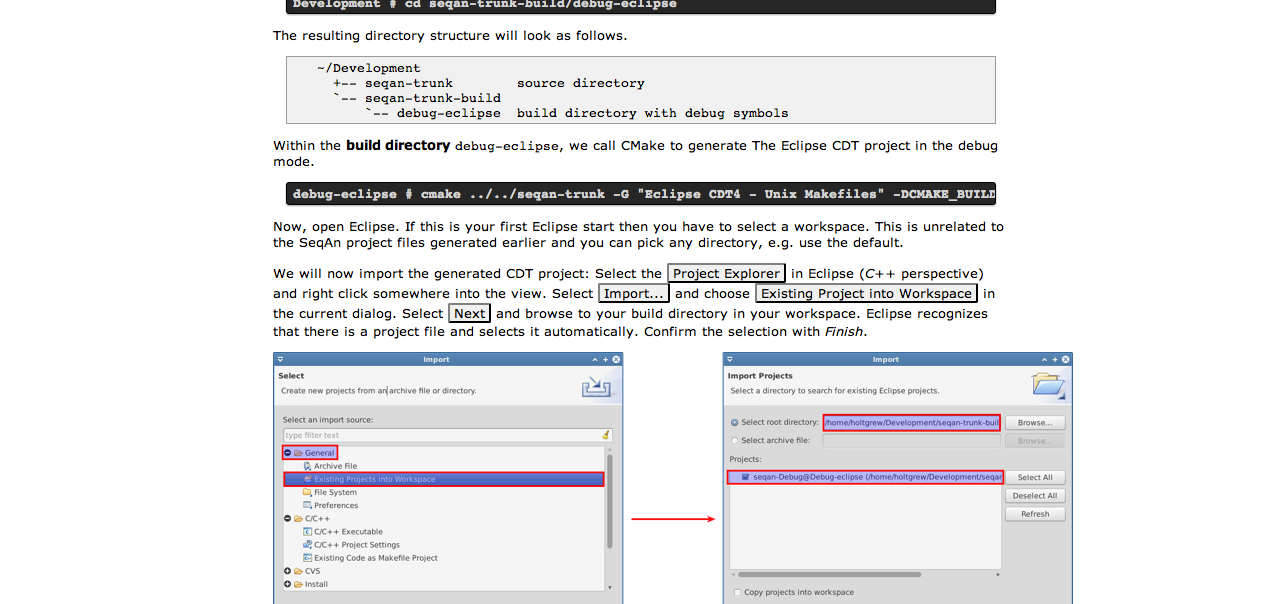 Development # cd seqan-trunk-build/debug-eclipse
The resulting directory structure will look as follows.
~/Development
+-- seqan-trunk        source directory
`-- seqan-trunk-build
`-- debug-eclipse  build directory with debug symbols
Within the build directory debug-eclipse, we call CMake to generate The Eclipse CDT project in the debug
mode.
debug-eclipse # cmake ../../seqan-trunk -G "Eclipse CDT4 - Unix Makefiles" -DCMAKE_BUILD
Now, open Eclipse. If this is your first Eclipse start then you have to select a workspace. This is unrelated to
the SeqAn project files generated earlier and you can pick any directory, e.g. use the default.
We will now import the generated CDT project: Select the Project Explorer in Eclipse (C++ perspective)
and right click somewhere into the view. Select Import... and choose Existing Project into Workspace in
the current dialog. Select Next and browse to your build directory in your workspace. Eclipse recognizes
that there is a project file and selects it automatically. Confirm the selection with Finish.
Import
Select
Create new projects from an archive file or directory.
Select an import source:
type filter text
General
Archive File
Existing Projects into Workspace
File System
Preferences
C/C++
C/C++ Executable
C/C++ Project Settings
Existing Code as Makefile Project
CVS
Install
Import
Import Projects
Select a directory to search for existing Eclipse projects.
Select root directory: /home/holtgrew/Development/seqan-trunk-buil Browse...
Select archive file: Browse...
Projects:
seqan-Debug@Debug-eclipse (/home/holtgrew/Development/seqan Select All
Deselect All
Refresh
Copy projects into workspace